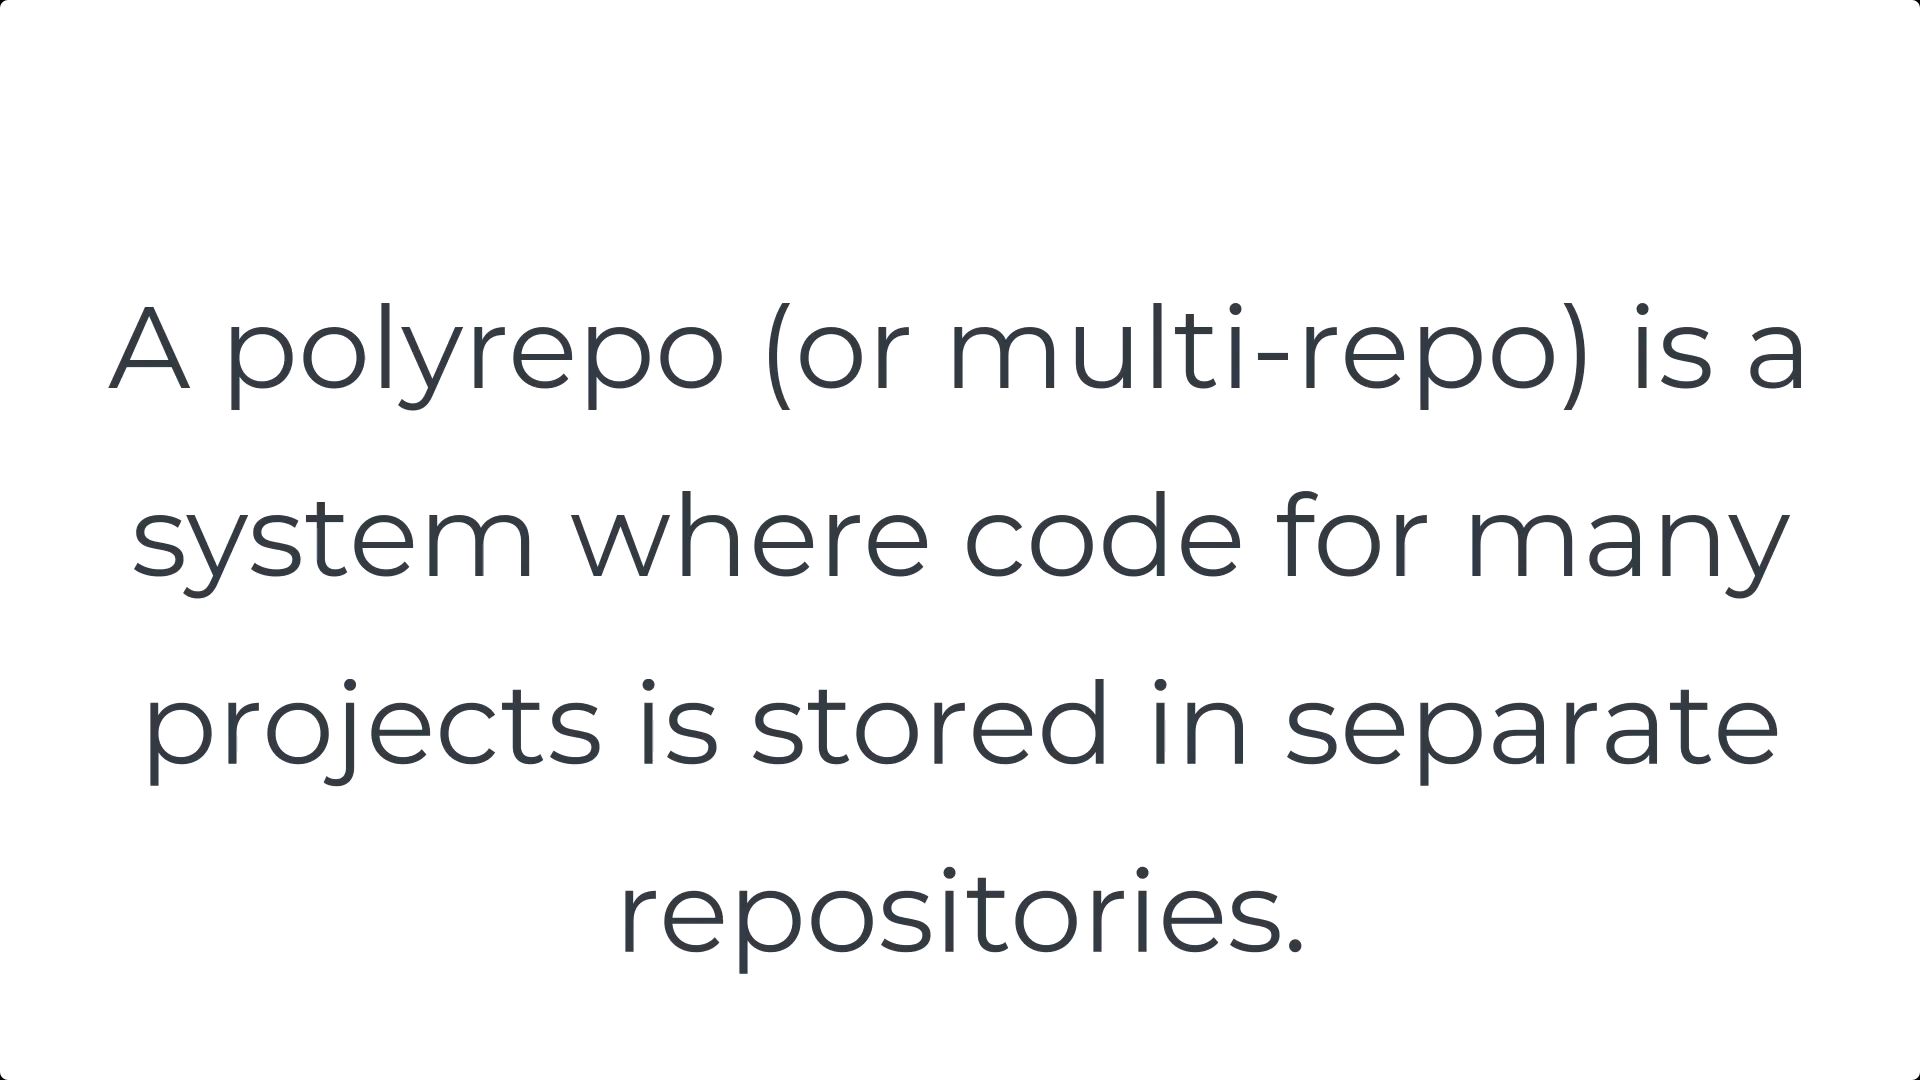 A polyrepo (or multi-repo) is a
system where code for many
projects is stored in separate
repositories.